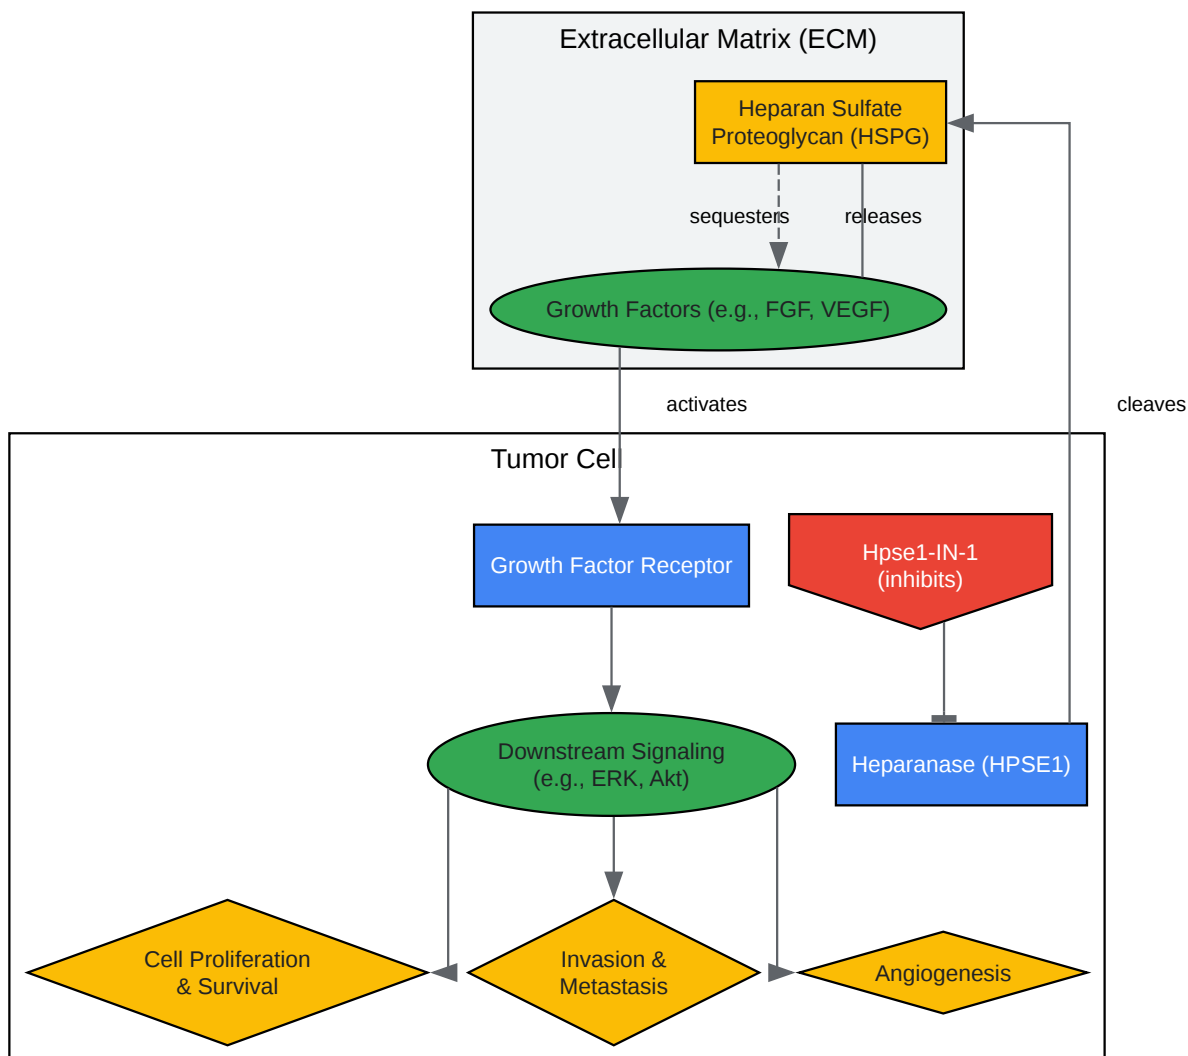 Extracellular Matrix (ECM)
Heparan Sulfate
Proteoglycan (HSPG)
sequesters
releases
Growth Factors (e.g., FGF, VEGF)
activates
cleaves
Tumor Cell
Growth Factor Receptor
Hpse1-IN-1
(inhibits)
Downstream Signaling
(e.g., ERK, Akt)
Heparanase (HPSE1)
Cell Proliferation
& Survival
Invasion &
Metastasis
Angiogenesis